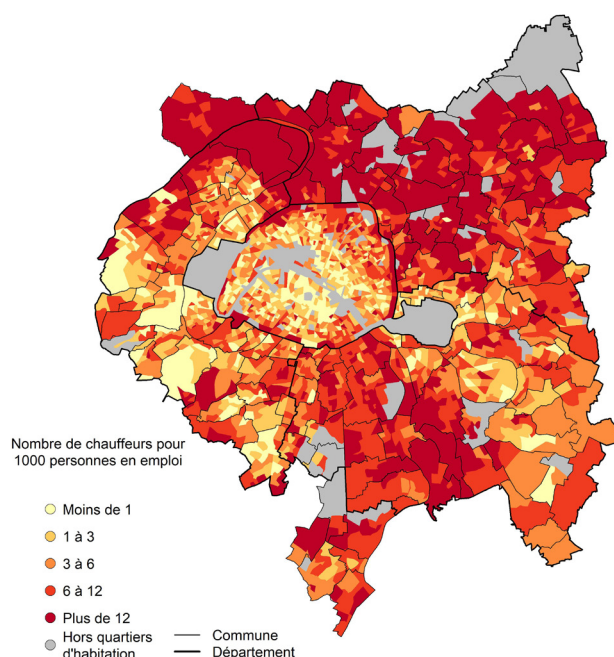 Nombre de chauffeurs pour
1000 personnes en emploi
Moins de 1
1 à 3
3 à 6
6 à 12
Plus de 12
Hors quartiers
d'habitation
Commune
Département